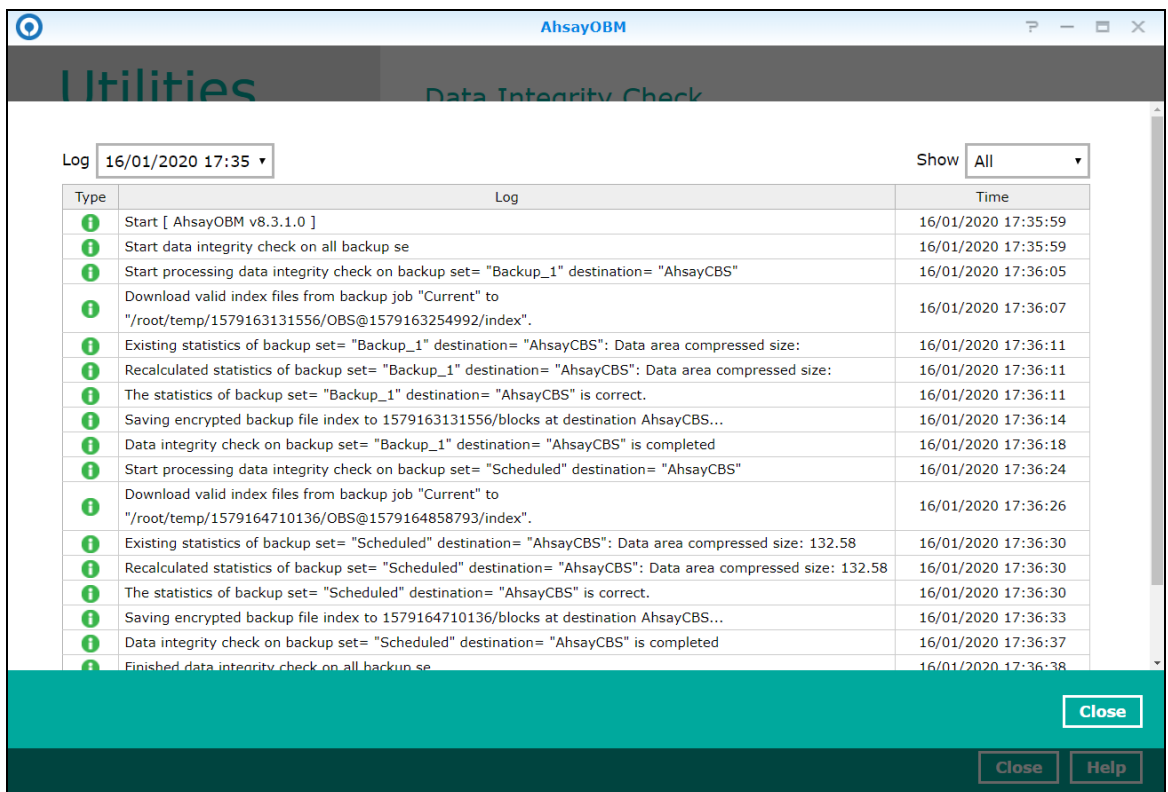 AhsayOBM
Utilities
Data Integrity Check
Log 16/01/2020 17:35 Show All
Type Log Time
Start [ AhsayOBM v8.3.1.0 ] 16/01/2020 17:35:59
Start data integrity check on all backup se 16/01/2020 17:35:59
Start processing data integrity check on backup set= "Backup_1" destination= "AhsayCBS" 16/01/2020 17:36:05
Download valid index files from backup job "Current" to
"/root/temp/1579163131556/OBS@1579163254992/index". 16/01/2020 17:36:07
Existing statistics of backup set= "Backup_1" destination= "AhsayCBS": Data area compressed size: 16/01/2020 17:36:11
Recalculated statistics of backup set= "Backup_1" destination= "AhsayCBS": Data area compressed size: 16/01/2020 17:36:11
The statistics of backup set= "Backup_1" destination= "AhsayCBS" is correct. 16/01/2020 17:36:11
Saving encrypted backup file index to 1579163131556/blocks at destination AhsayCBS... 16/01/2020 17:36:14
Data integrity check on backup set= "Backup_1" destination= "AhsayCBS" is completed 16/01/2020 17:36:18
Start processing data integrity check on backup set= "Scheduled" destination= "AhsayCBS" 16/01/2020 17:36:24
Download valid index files from backup job "Current" to
"/root/temp/1579164710136/OBS@1579164858793/index". 16/01/2020 17:36:26
Existing statistics of backup set= "Scheduled" destination= "AhsayCBS": Data area compressed size: 132.58 16/01/2020 17:36:30
Recalculated statistics of backup set= "Scheduled" destination= "AhsayCBS": Data area compressed size: 132.58 16/01/2020 17:36:30
The statistics of backup set= "Scheduled" destination= "AhsayCBS" is correct. 16/01/2020 17:36:30
Saving encrypted backup file index to 1579164710136/blocks at destination AhsayCBS... 16/01/2020 17:36:33
Data integrity check on backup set= "Scheduled" destination= "AhsayCBS" is completed 16/01/2020 17:36:37
Finished data integrity check on all backup se 16/01/2020 17:36:38
Close
Close Help